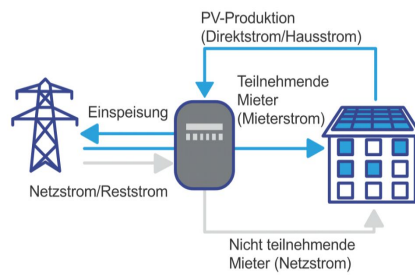 PV-Produktion
(Direktstrom/Hausstrom)
Teilnehmende
Mieter
(Mieterstrom)
Einspeisung
Netzstrom/Reststrom
Nicht teilnehmende
Mieter (Netzstrom)